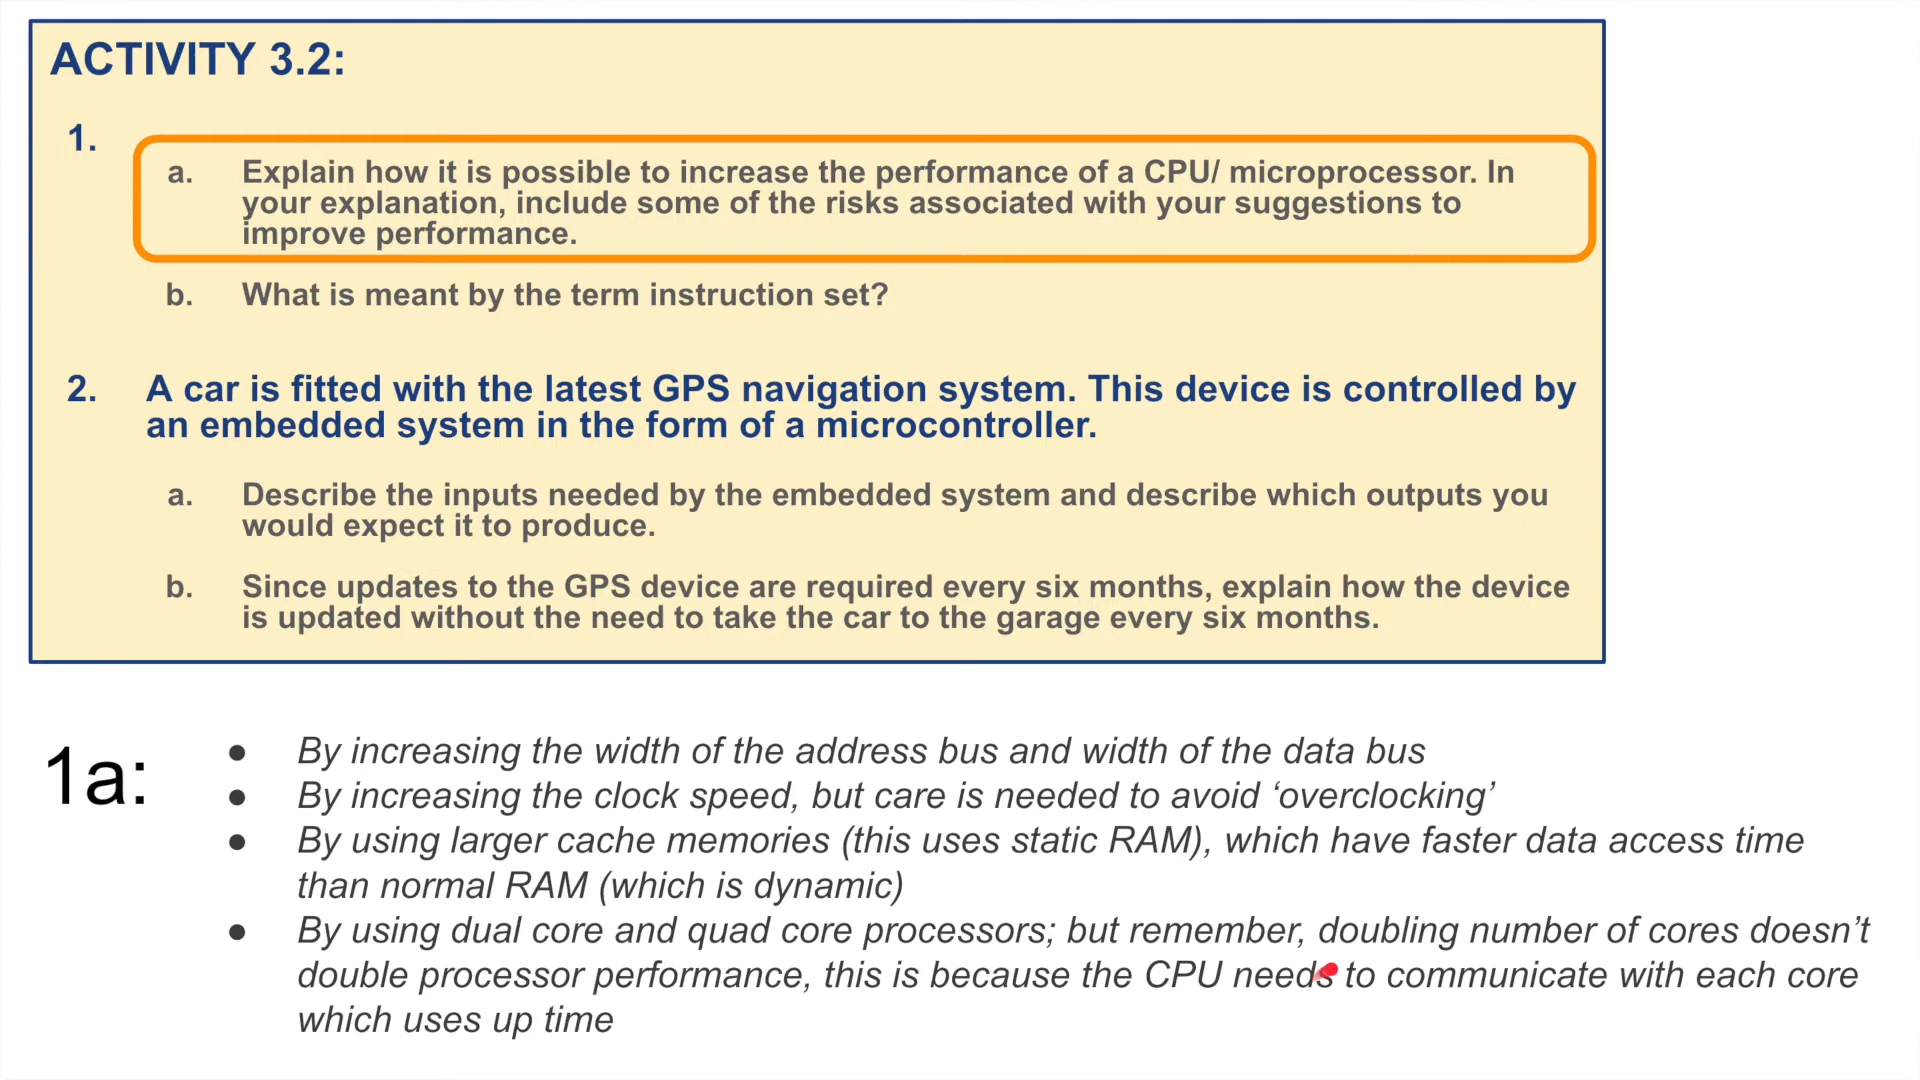 ACTIVITY 3.2:
1.
a. Explain how it is possible to increase the performance of a CPU/ microprocessor. In
your explanation, include some of the risks associated with your suggestions to
improve performance.
b. What is meant by the term instruction set?
2. A car is fitted with the latest GPS navigation system. This device is controlled by
an embedded system in the form of a microcontroller.
a. Describe the inputs needed by the embedded system and describe which outputs you
would expect it to produce.
b. Since updates to the GPS device are required every six months, explain how the device
is updated without the need to take the car to the garage every six months.
1a:
● By increasing the width of the address bus and width of the data bus
● By increasing the clock speed, but care is needed to avoid ‘overclocking’
● By using larger cache memories (this uses static RAM), which have faster data access time
than normal RAM (which is dynamic)
● By using dual core and quad core processors; but remember, doubling number of cores doesn’t
double processor performance, this is because the CPU needs to communicate with each core
which uses up time